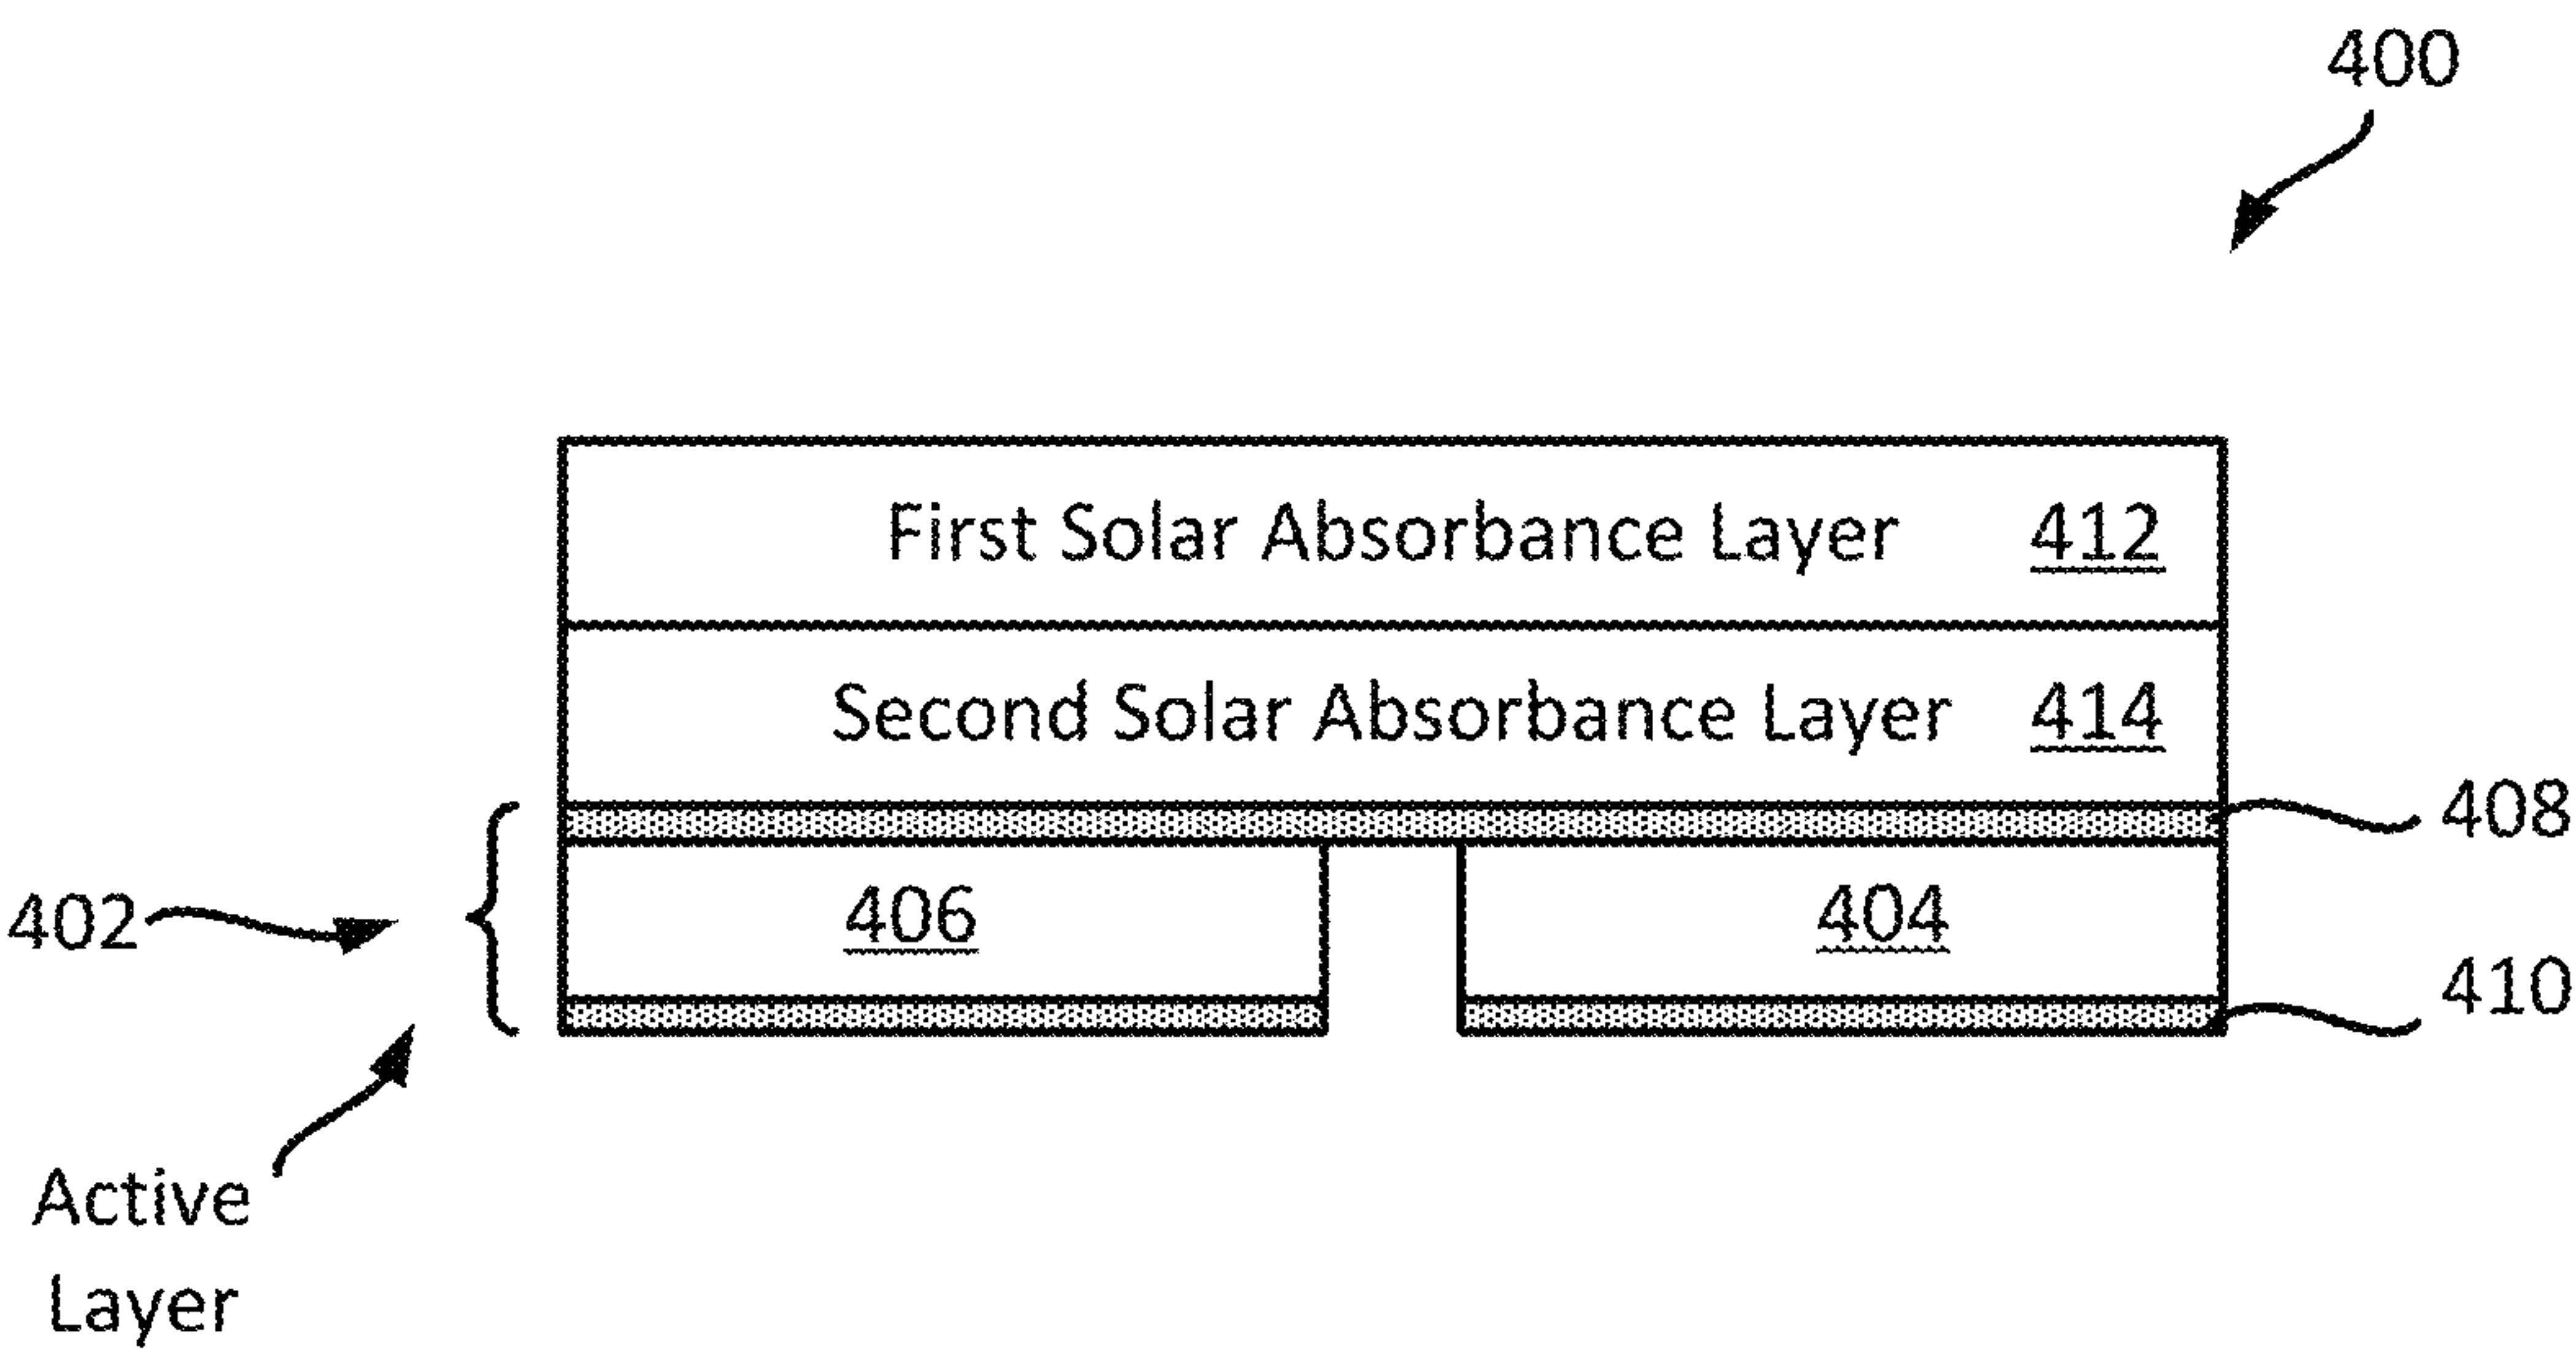 400
First Solar Absorbance Layer 412
Second Solar Absorbance Layer 414
408
402
406
404
410
Active
Layer